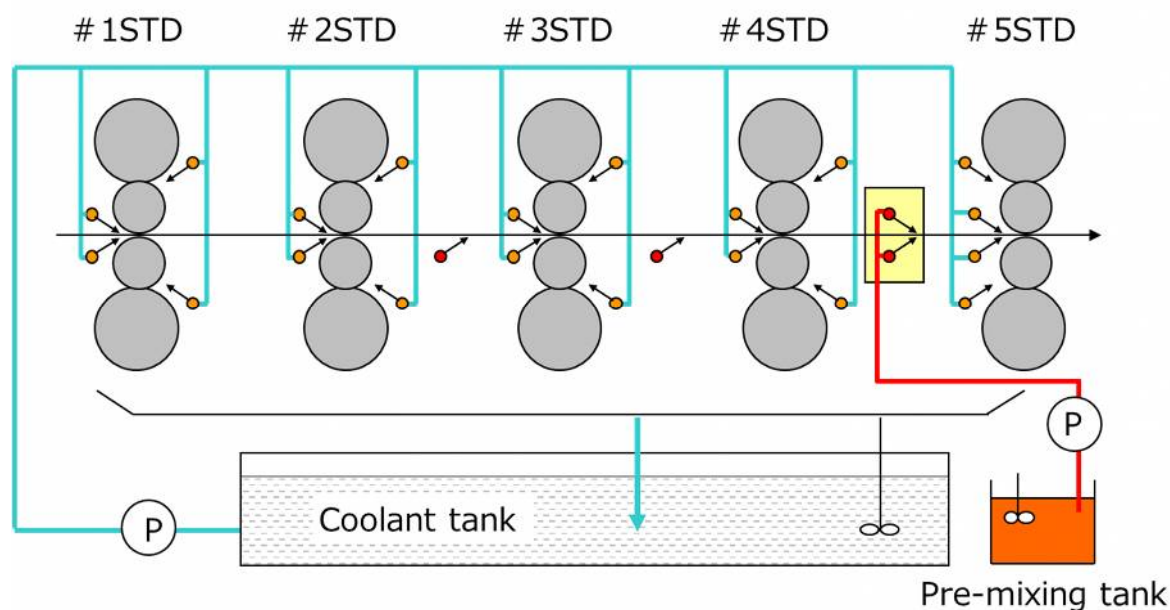 #1STD
#2STD
#3STD
#4STD
#5STD
P
P
Coolant tank
Pre-mixing tank